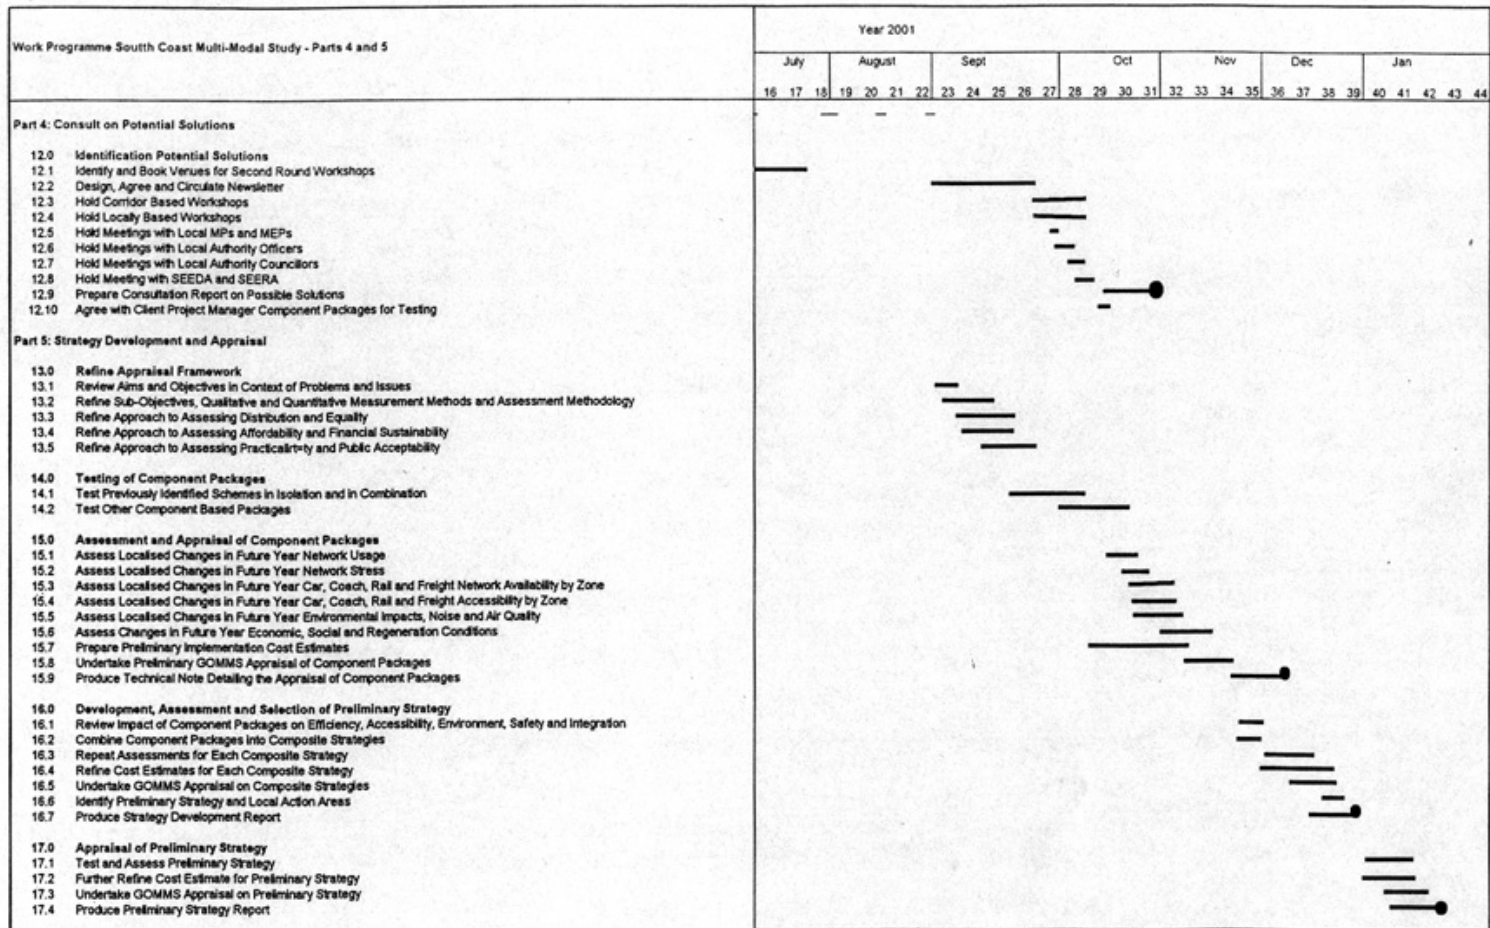 Year 2001
Work Programme Soutth Coast Multi-Modal Study - Parts 4 and 5
July August Sept Oct Nov Dec Jan
16 17 18 19 20 21 22 23 24 25 26 27 28 29 30 31 32 33 34 35 36 37 38 39 40 41 42 43 44
Part 4: Consult on Potential Solutions
12.0 Identification Potential Solutions
12.1 Identify and Book Venues for Second Round Workshops
12.2 Design, Agree and Circulate Newsletter
12.3 Hold Corridor Based Workshops
12.4 Hold Locally Based Workshops
12.5 Hold Meetings with Local MPs and MEPs
12.6 Hold Meetings with Local Authority Officers
12.7 Hold Meetings with Local Authority Councillors
12.8 Hold Meeting with SEEDA and SEERA
12.9 Prepare Consultation Report on Possible Solutions
12.10 Agree with Client Project Manager Component Packages for Testing
Part 5: Strategy Development and Appraisal
13.0 Refine Appraisal Framework
13.1 Review Aims and Objectives in Context of Problems and Issues
13.2 Refine Sub-Objectives, Qualitative and Quantitative Measurement Methods and Assessment Methodology
13.3 Refine Approach to Assessing Distribution and Equality
13.4 Refine Approach to Assessing Affordability and Financial Sustainability
13.5 Refine Approach to Assessing Practicalirt=ty and Public Acceptability
14.0 Testing of Component Packages
14.1 Test Previously Identified Schemes in Isolation and in Combination
14.2 Test Other Component Based Packages
15.0 Assessment and Appraisal of Component Packages
15.1 Assess Localised Changes in Future Year Network Usage
15.2 Assess Localised Changes in Future Year Network Stress
15.3 Assess Localised Changes in Future Year Car, Coach, Rail and Freight Network Availability by Zone
15.4 Assess Localised Changes in Future Year Car, Coach, Rail and Freight Accessibility by Zone
15.5 Assess Localised Changes in Future Year Environmental Impacts, Noise and Air Quality
15.6 Assess Changes in Future Year Economic, Social and Regeneration Conditions
15.7 Prepare Preliminary Implementation Cost Estimates
15.8 Undertake Preliminary GOMMS Appraisal of Component Packages
15.9 Produce Technical Note Detailing the Appraisal of Component Packages
16.0 Development, Assessment and Selection of Preliminary Strategy
16.1 Review Impact of Component Packages on Efficiency, Accessibility, Environment, Safety and Integration
16.2 Combine Component Packages into Composite Strategies
16.3 Repeat Assessments for Each Composite Strategy
16.4 Refine Cost Estimates for Each Composite Strategy
16.5 Undertake GOMMS Appraisal on Composite Strategies
16.6 Identify Preliminary Strategy and Local Action Areas
16.7 Produce Strategy Development Report
17.0 Appraisal of Preliminary Strategy
17.1 Test and Assess Preliminary Strategy
17.2 Further Refine Cost Estimate for Preliminary Strategy
17.3 Undertake GOMMS Appraisal on Preliminary Strategy
17.4 Produce Preliminary Strategy Report